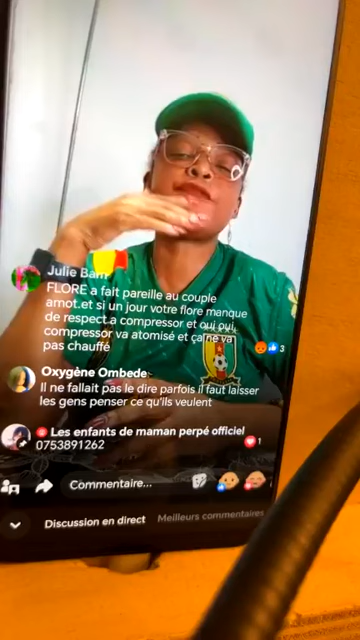 Julie Bam
FLORE a fait pareille au couple
amot.et si un jour votre flore manque
de respect.a compressor et oui oui
compressor va atomisé et ça ne va
pas chauffé
3
Oxygène Ombede
Il ne fallait pas le dire parfois il faut laisser
les gens penser ce qu'ils veulent
Les enfants de maman perpé officiel
0753891262
1
Commentaire...
Discussion en direct
Meilleurs commentaires